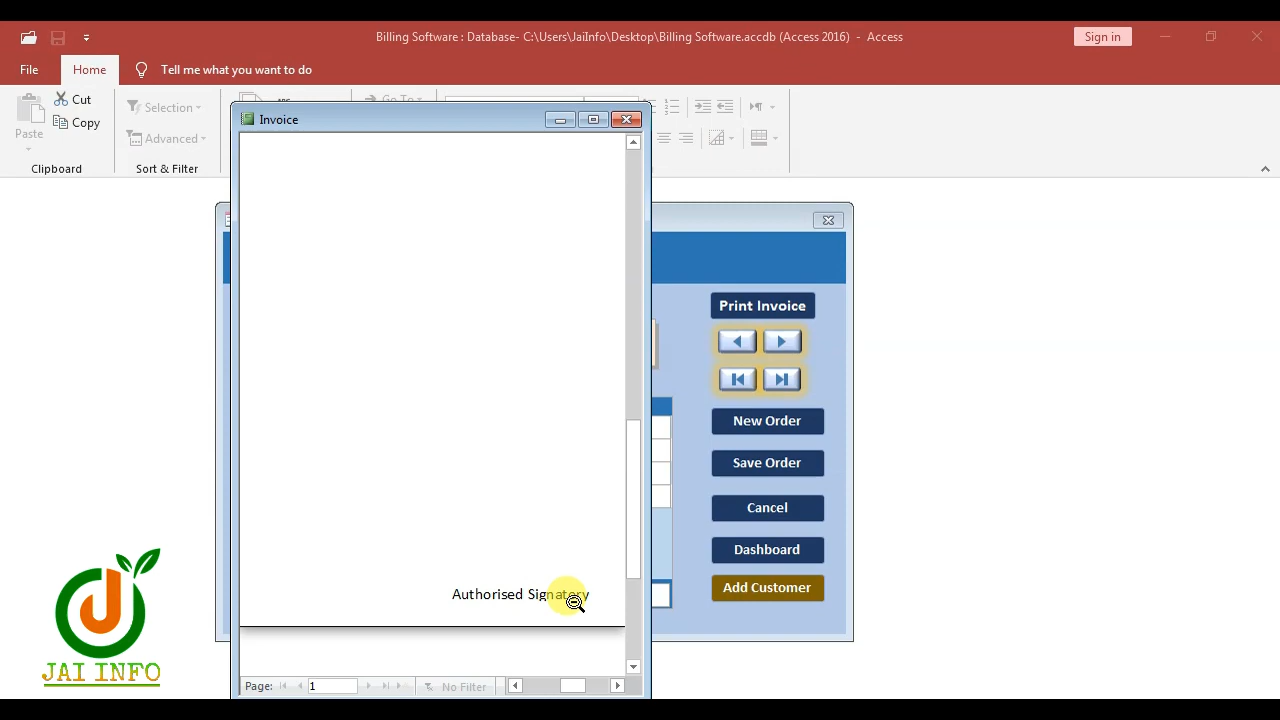 Billing Software : Database- C:\Users\JaiInfo\Desktop\Billing Software.accdb (Access 2016) - Access
Sign in
File
Home
Tell me what you want to do
Paste
Cut
Copy
Clipboard
Selection
Advanced
Sort & Filter
Go To
Invoice
Print Invoice
New Order
Save Order
Cancel
Dashboard
Add Customer
Authorised Signatory
Page:
1
No Filter
JAI INFO